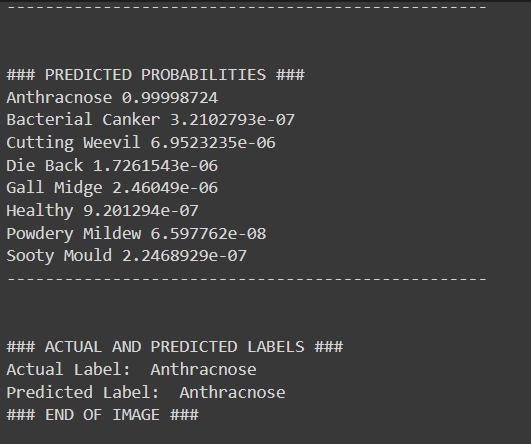 --------------------------------------------------
### PREDICTED PROBABILITIES ###
Anthracnose 0.99998724
Bacterial Canker 3.2102793e-07
Cutting Weevil 6.9523235e-06
Die Back 1.7261543e-06
Gall Midge 2.46049e-06
Healthy 9.201294e-07
Powdery Mildew 6.597762e-08
Sooty Mould 2.2468929e-07
--------------------------------------------------
### ACTUAL AND PREDICTED LABELS ###
Actual Label:  Anthracnose
Predicted Label:  Anthracnose
### END OF IMAGE ###